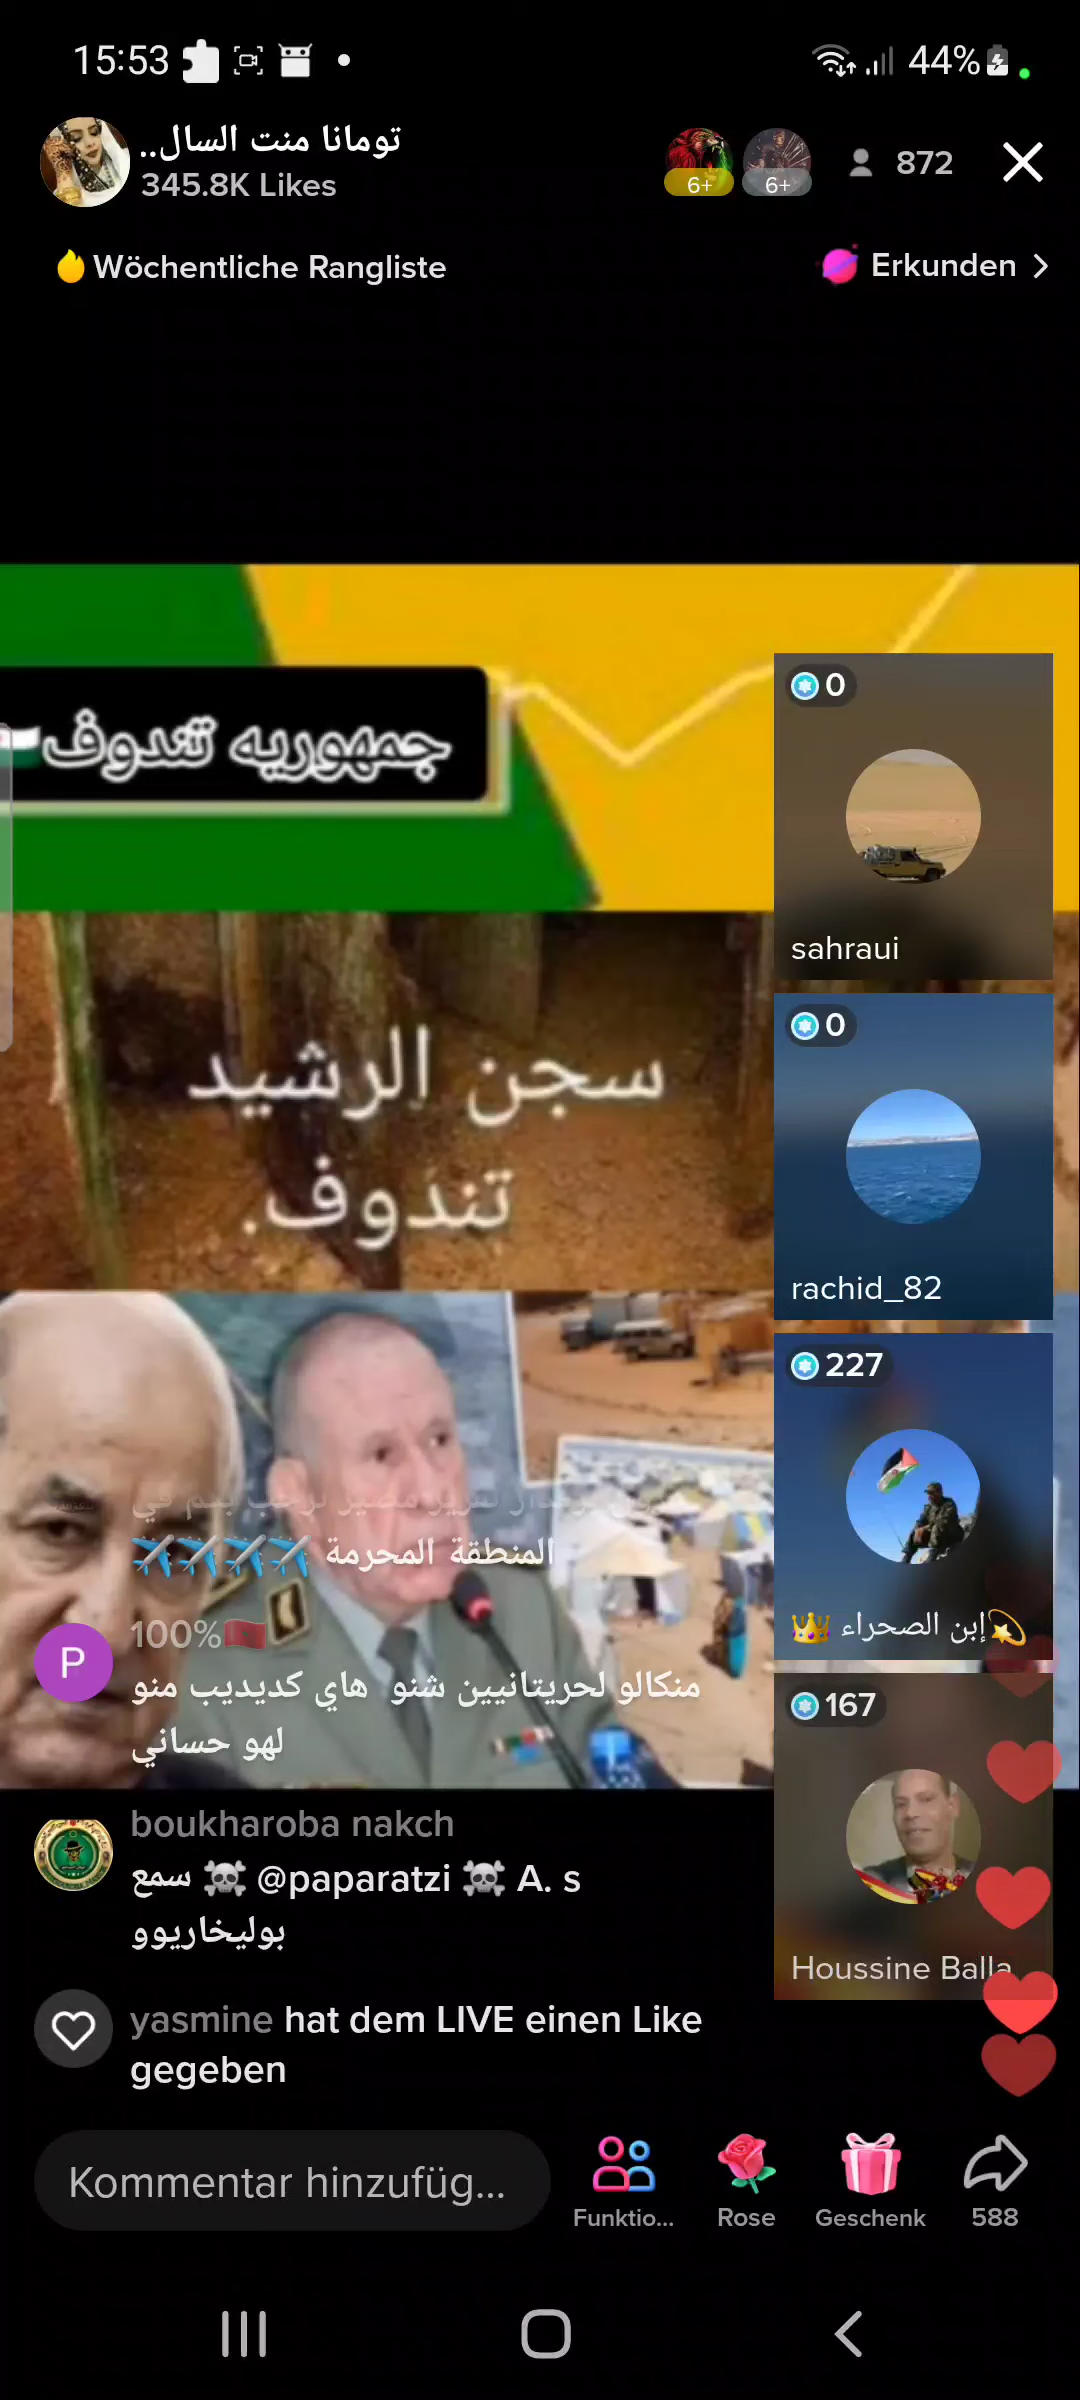 15:53
44%
تومانا منت السال..
345.8K Likes
6+
6+
872
Wöchentliche Rangliste
Erkunden
جمهوريه تندوف
0
sahraui
سجن الرشيد
تندوف.
0
rachid_82
227
إبن الصحراء
المنطقة المحرمة
100%
منكالو لحريتانيين شنو هاي كديديب منو
لهو حساني
167
Houssine Balla
boukharoba nakch
سمع ☠️ @paparatzi ☠️ A. s
بوليخاريوو
yasmine hat dem LIVE einen Like
gegeben
Kommentar hinzufüg...
Funktio...
Rose
Geschenk
588
P